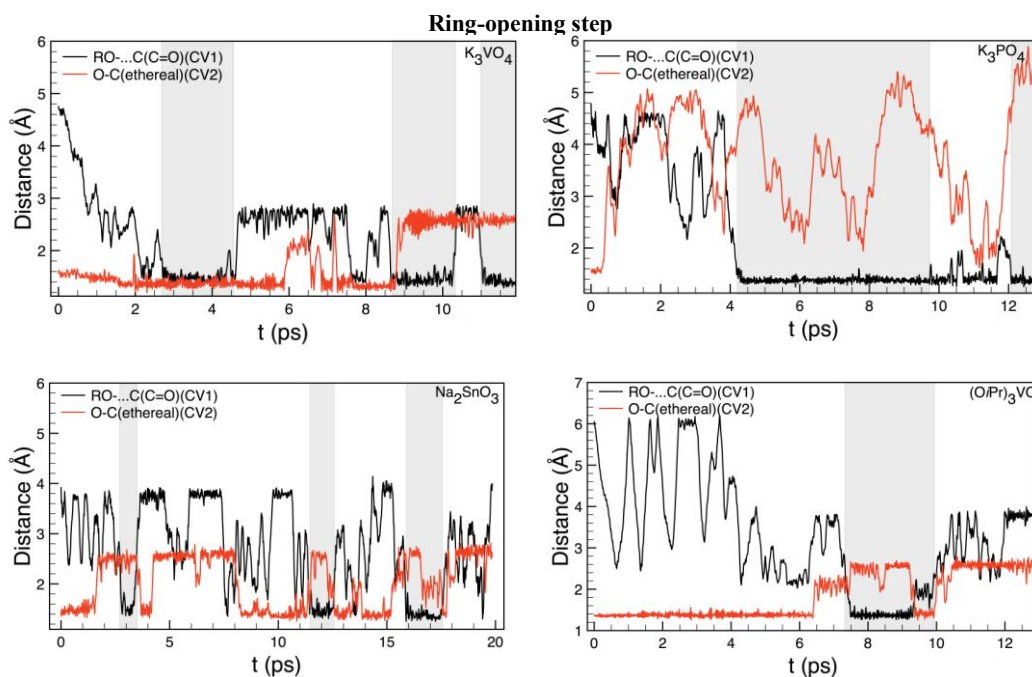 Ring-opening step
K3VO4
RO-...C(C=O)(CV1)
O-C(ethereal)(CV2)
Distance (Å)
6
5
4
3
2
0 2 4 6 8 10
t (ps)
K3PO4
RO-...C(C=O)(CV1)
O-C(ethereal)(CV2)
Distance (Å)
6
5
4
3
2
0 2 4 6 8 10 12
t (ps)
Na2SnO3
RO-...C(C=O)(CV1)
O-C(ethereal)(CV2)
Distance (Å)
6
5
4
3
2
0 5 10 15 20
t (ps)
(OiPr)3VO
RO-...C(C=O)(CV1)
O-C(ethereal)(CV2)
Distance (Å)
7
6
5
4
3
2
1
0 2 4 6 8 10 12
t (ps)